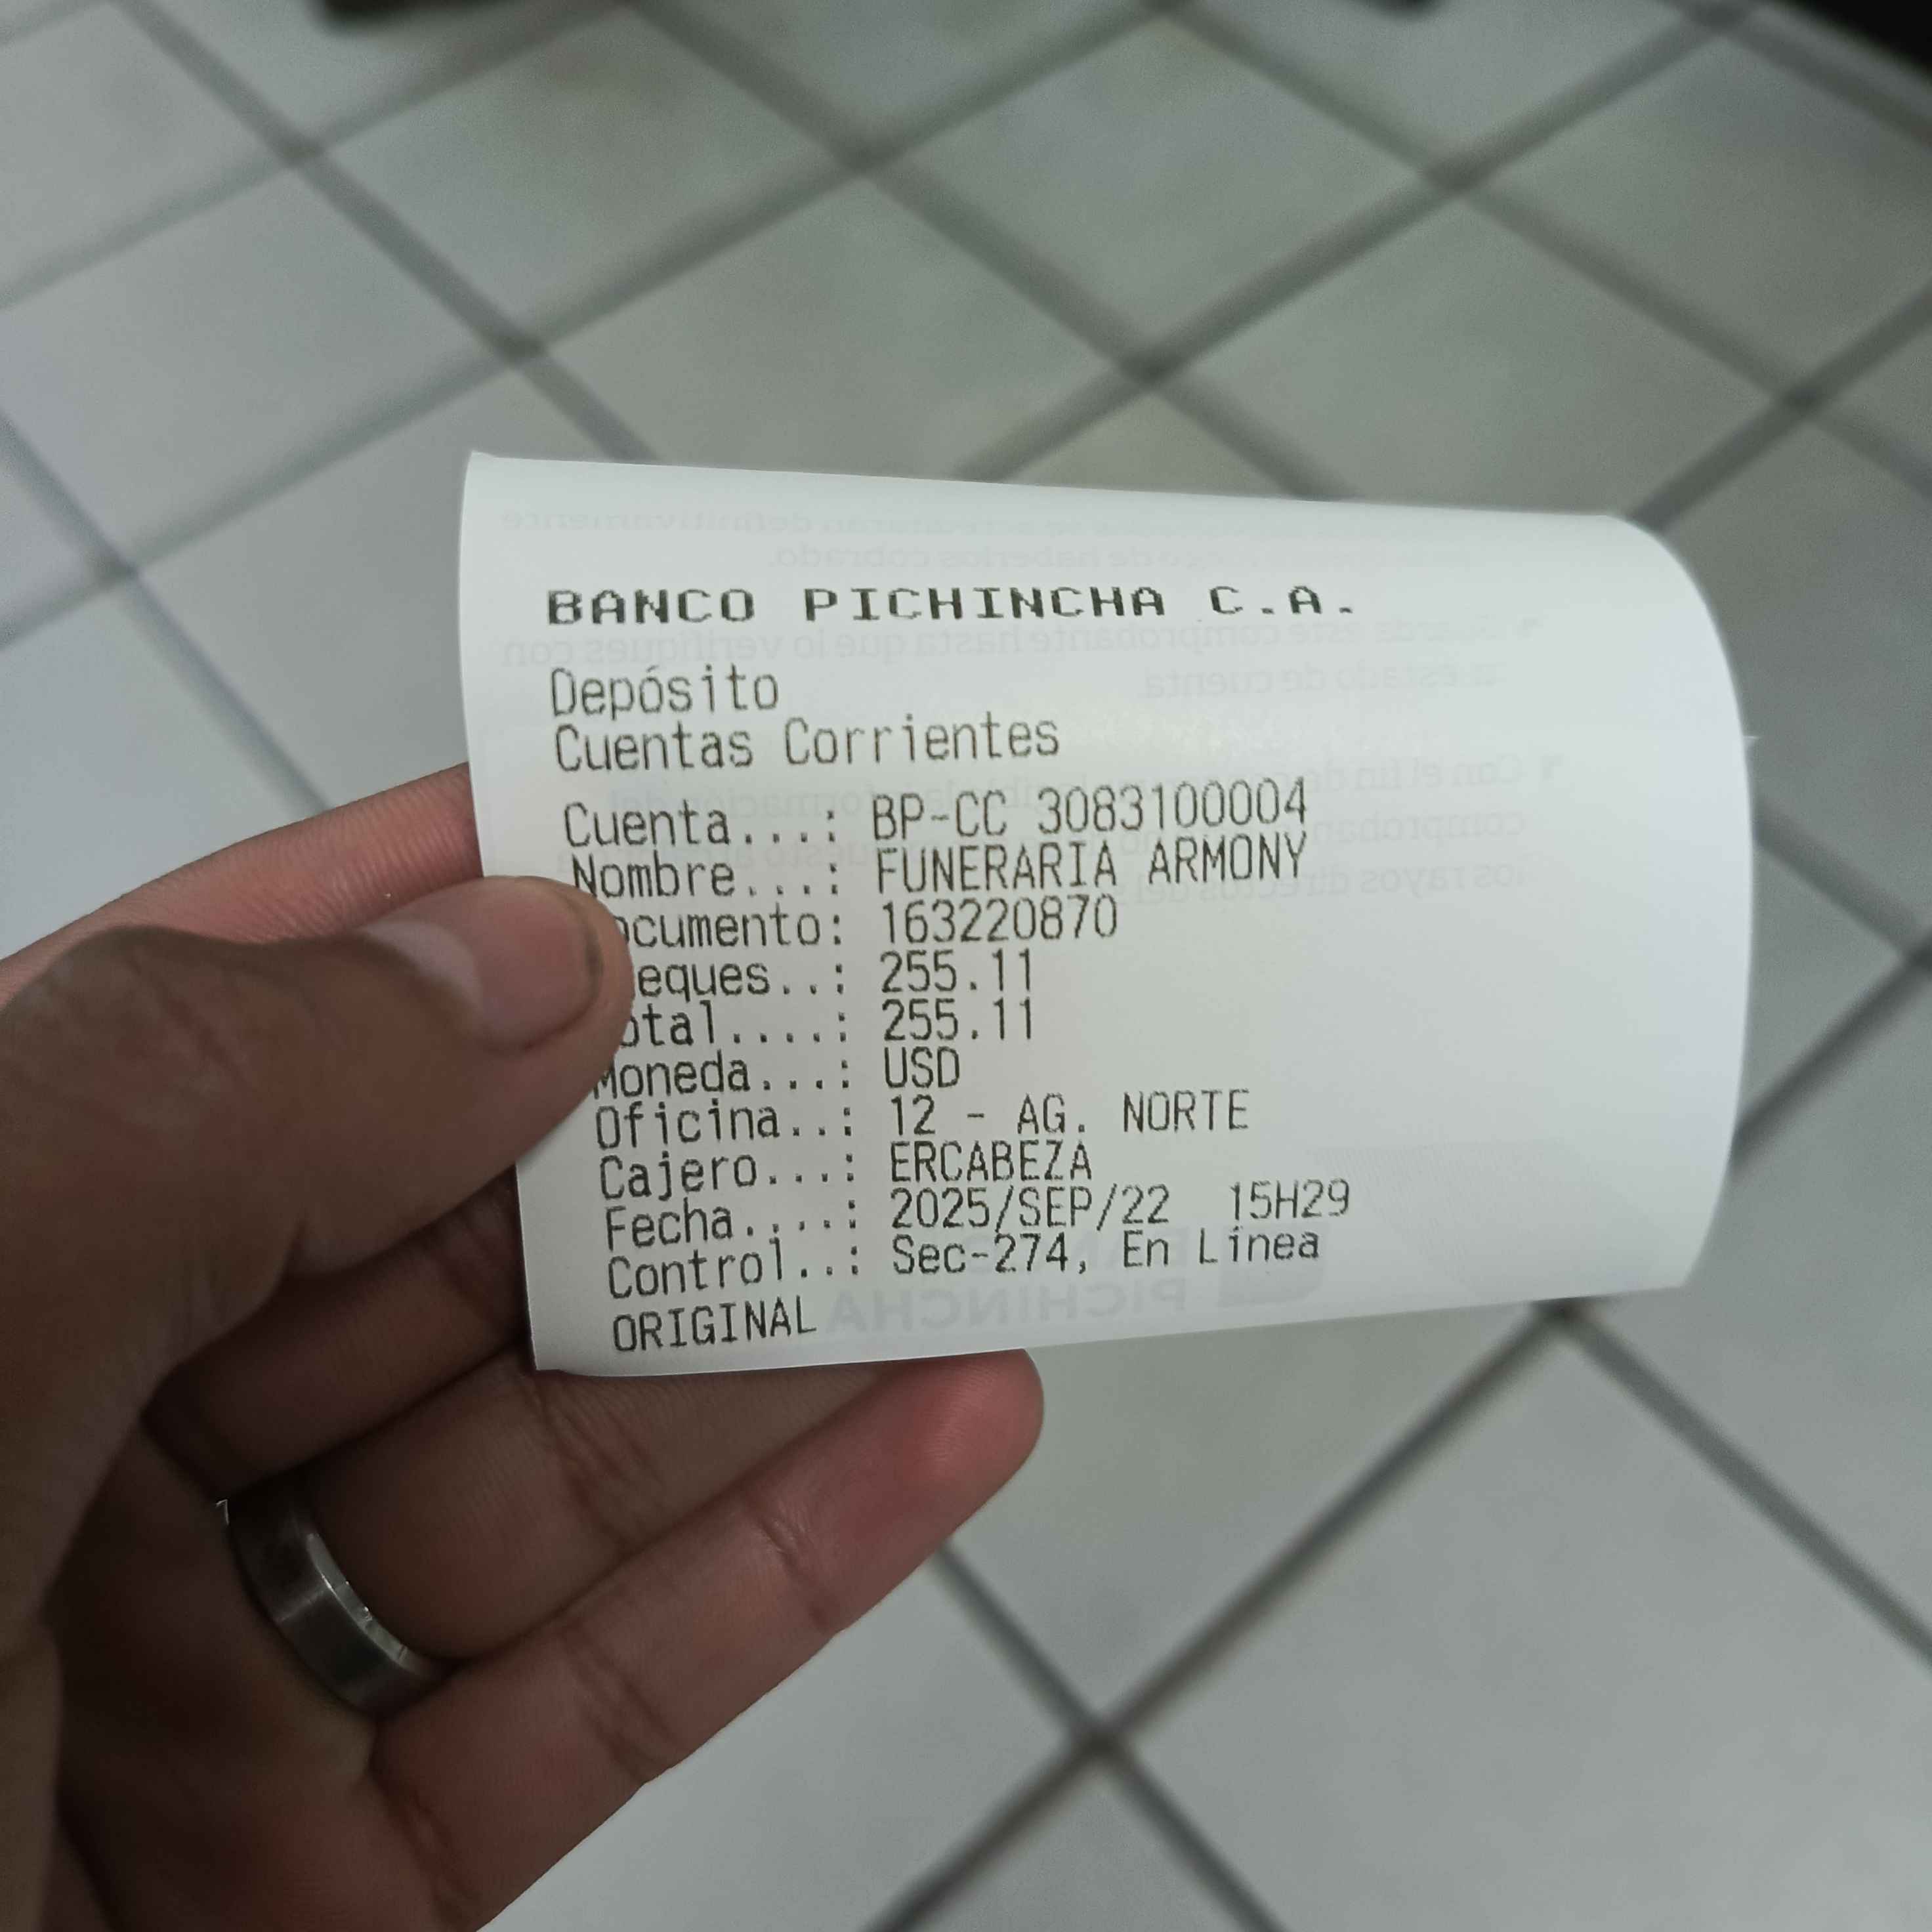 BANCO PICHINCHA C.A.
Depósito
Cuentas Corrientes
Cuenta...: BP-CC 3083100004
Nombre...: FUNERARIA ARMONY
ocumento: 163220870
eques..: 255.11
otal....: 255.11
Moneda...: USD
Oficina..: 12 - AG. NORTE
Cajero...: ERCABEZA
Fecha....: 2025/SEP/22 15H29
Control..: Sec-274, En Línea
ORIGINAL